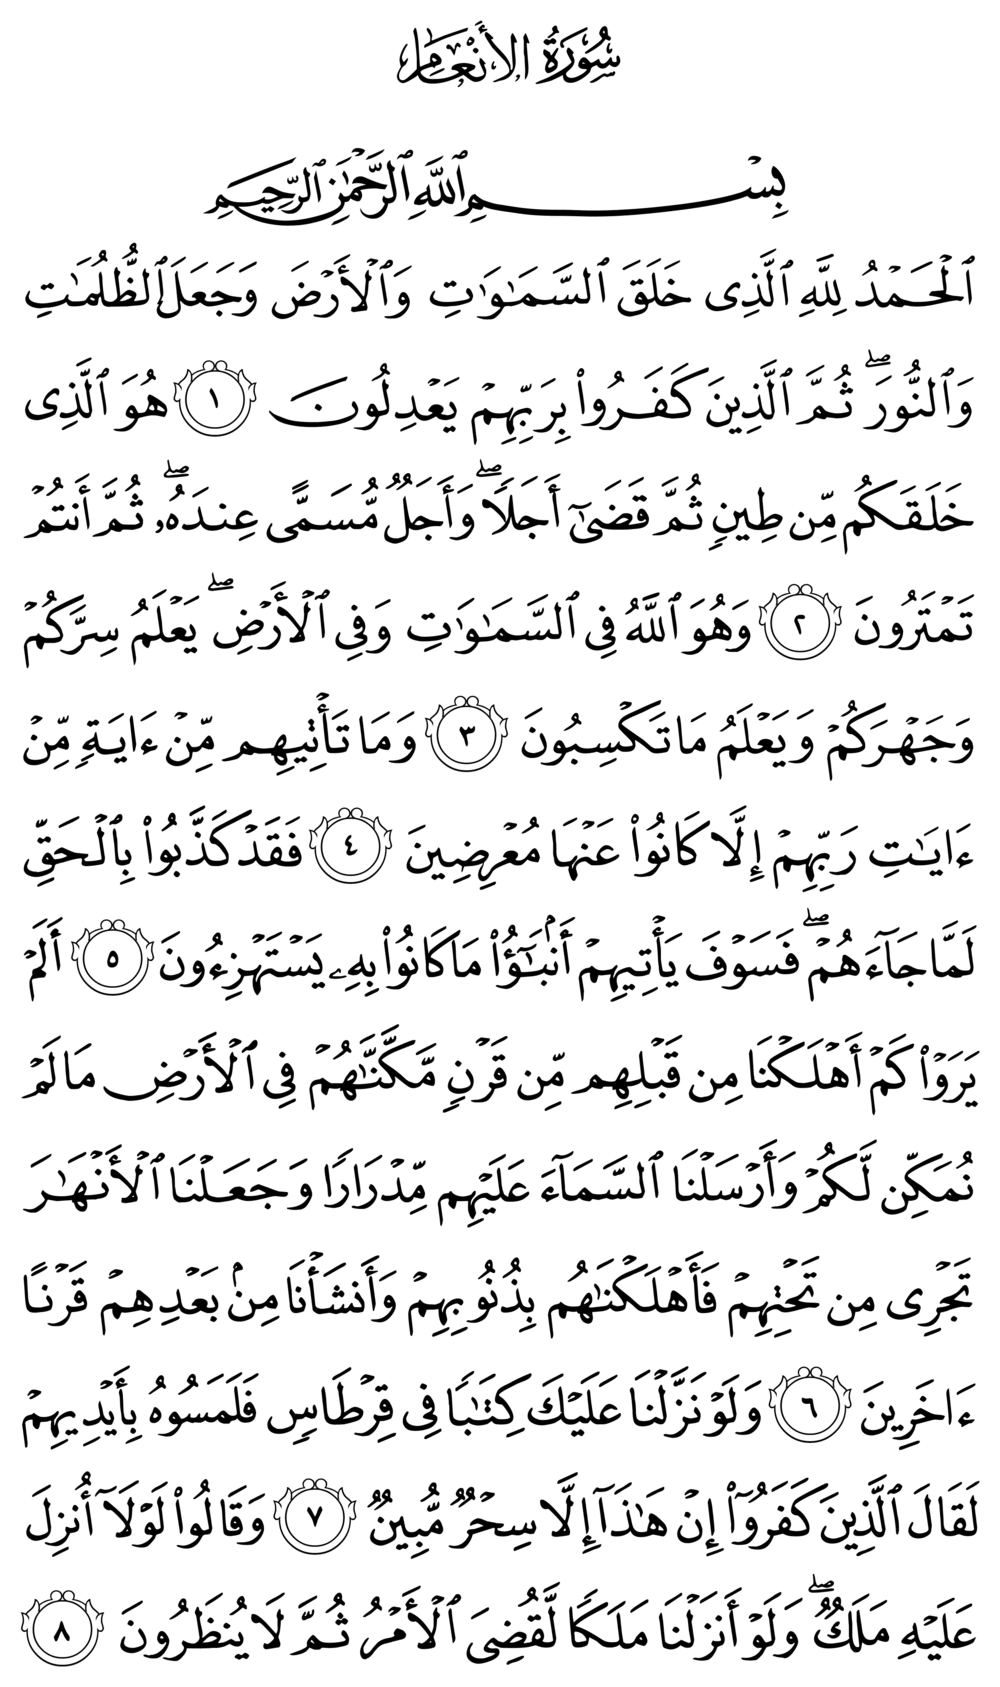 سُورَةُ الأَنْعَامِ
بِسْمِ ٱللَّهِ ٱلرَّحْمَٰنِ ٱلرَّحِيمِ
ٱلْحَمْدُ لِلَّهِ ٱلَّذِى خَلَقَ ٱلسَّمَٰوَٰتِ وَٱلْأَرْضَ وَجَعَلَ ٱلظُّلُمَٰتِ
وَٱلنُّورَ ۖ ثُمَّ ٱلَّذِينَ كَفَرُوا۟ بِرَبِّهِمْ يَعْدِلُونَ ١ هُوَ ٱلَّذِى
خَلَقَكُم مِّن طِينٍ ثُمَّ قَضَىٰٓ أَجَلًا ۖ وَأَجَلٌ مُّسَمًّى عِندَهُۥ ۖ ثُمَّ أَنتُمْ
تَمْتَرُونَ ٢ وَهُوَ ٱللَّهُ فِى ٱلسَّمَٰوَٰتِ وَفِى ٱلْأَرْضِ ۖ يَعْلَمُ سِرَّكُمْ
وَجَهْرَكُمْ وَيَعْلَمُ مَا تَكْسِبُونَ ٣ وَمَا تَأْتِيهِم مِّنْ ءَايَةٍ مِّنْ
ءَايَٰتِ رَبِّهِمْ إِلَّا كَانُوا۟ عَنْهَا مُعْرِضِينَ ٤ فَقَدْ كَذَّبُوا۟ بِٱلْحَقِّ
لَمَّا جَآءَهُمْ ۖ فَسَوْفَ يَأْتِيهِمْ أَنۢبَٰٓؤُا۟ مَا كَانُوا۟ بِهِۦ يَسْتَهْزِءُونَ ٥ أَلَمْ
يَرَوْا۟ كَمْ أَهْلَكْنَا مِن قَبْلِهِم مِّن قَرْنٍ مَّكَّنَّٰهُمْ فِى ٱلْأَرْضِ مَا لَمْ
نُمَكِّن لَّكُمْ وَأَرْسَلْنَا ٱلسَّمَآءَ عَلَيْهِم مِّدْرَارًا وَجَعَلْنَا ٱلْأَنْهَٰرَ
تَجْرِى مِن تَحْتِهِمْ فَأَهْلَكْنَٰهُم بِذُنُوبِهِمْ وَأَنشَأْنَا مِنۢ بَعْدِهِمْ قَرْنًا
ءَاخَرِينَ ٦ وَلَوْ نَزَّلْنَا عَلَيْكَ كِتَٰبًا فِى قِرْطَاسٍ فَلَمَسُوهُ بِأَيْدِيهِمْ
لَقَالَ ٱلَّذِينَ كَفَرُوٓا۟ إِنْ هَٰذَآ إِلَّا سِحْرٌ مُّبِينٌ ٧ وَقَالُوا۟ لَوْلَآ أُنزِلَ
عَلَيْهِ مَلَكٌ ۖ وَلَوْ أَنزَلْنَا مَلَكًا لَّقُضِىَ ٱلْأَمْرُ ثُمَّ لَا يُنظَرُونَ ٨